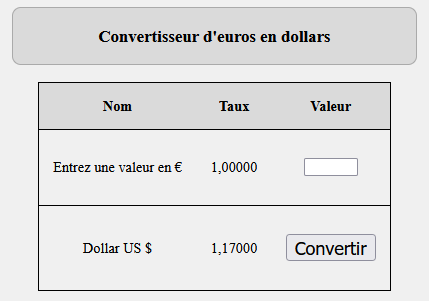 Convertisseur d'euros en dollars
Nom Taux Valeur
Entrez une valeur en € 1,00000
Dollar US $ 1,17000 Convertir